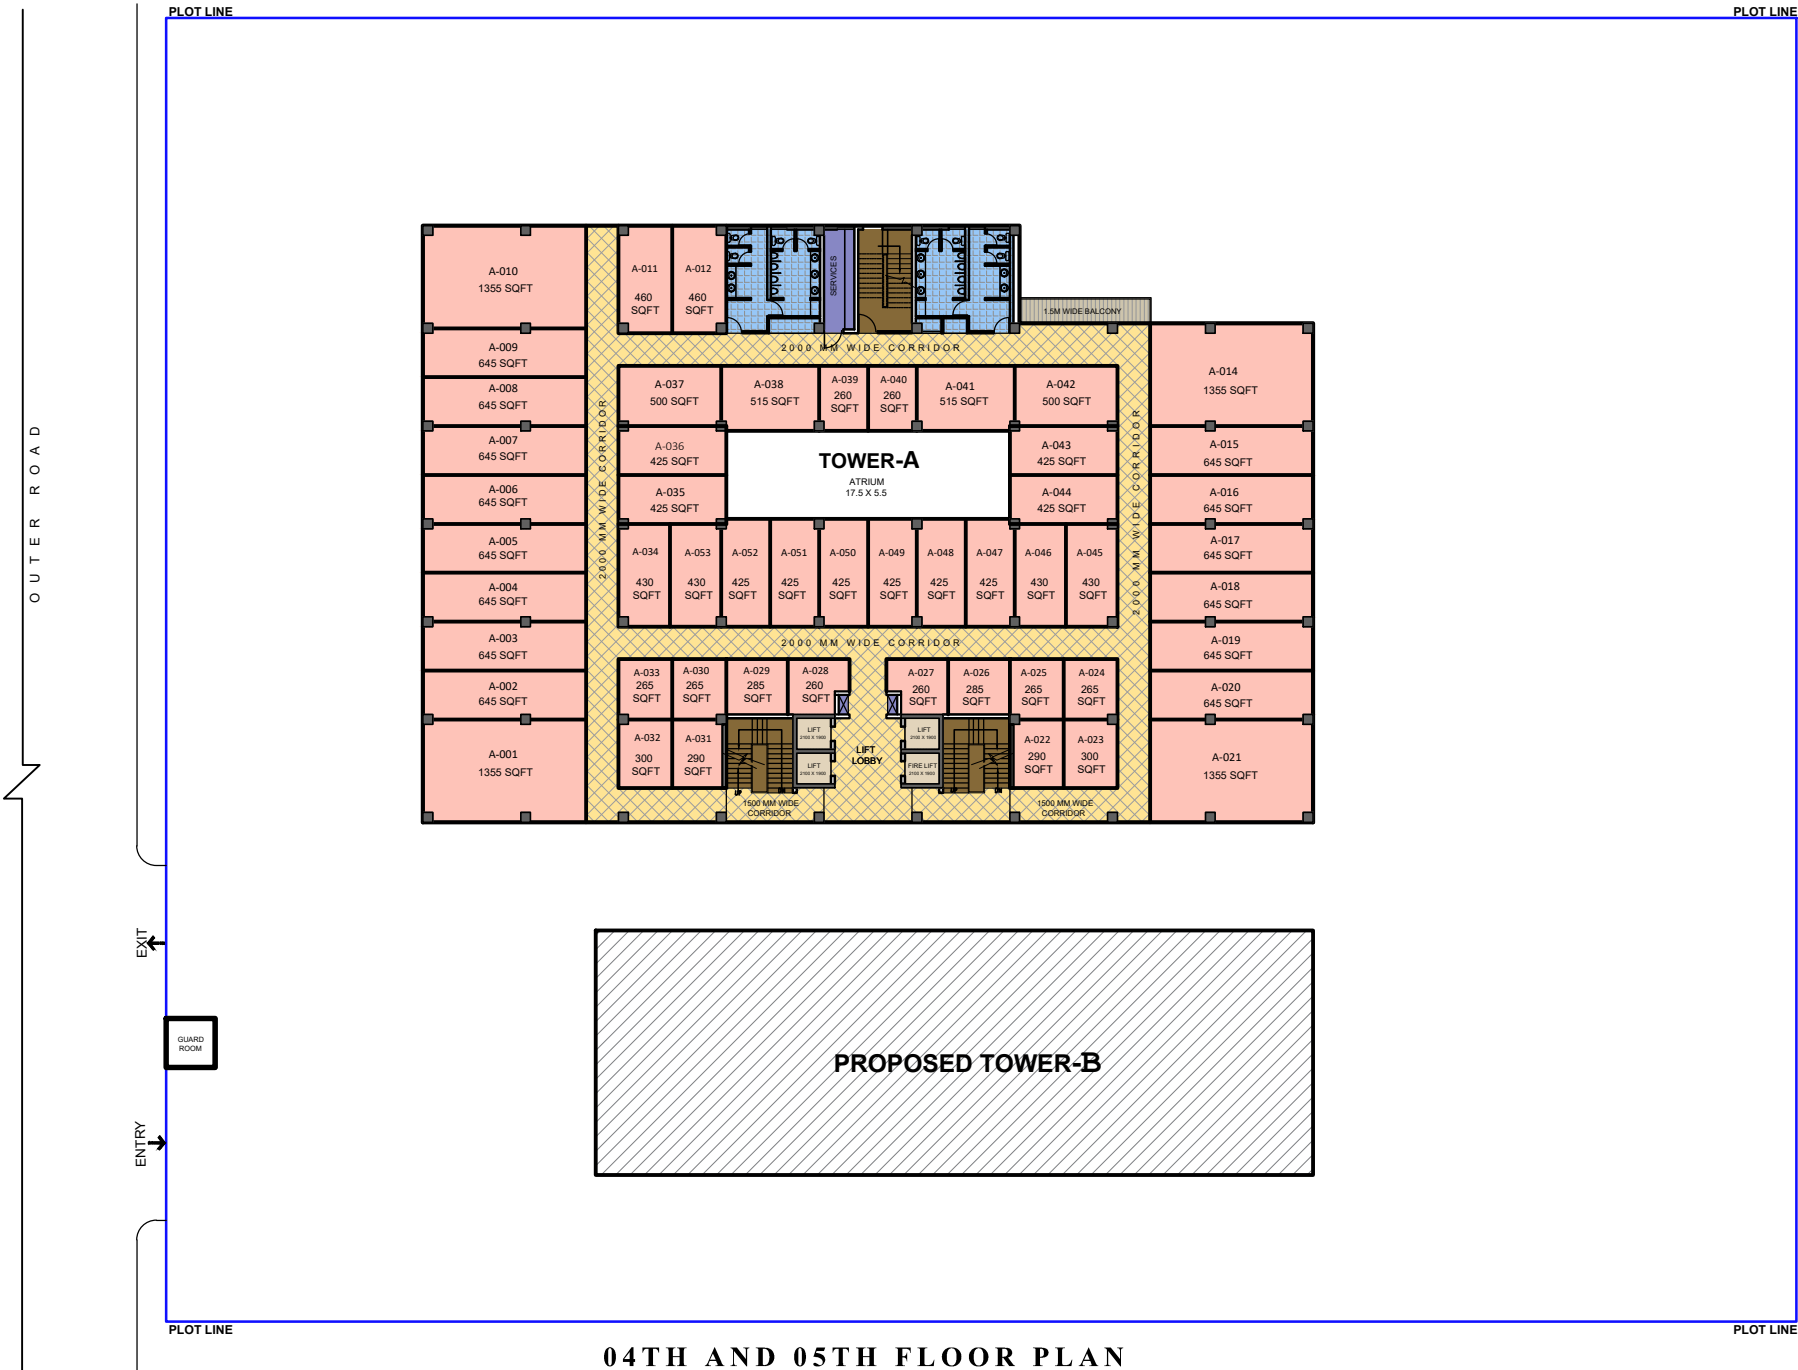 PLOT LINE
PLOT LINE
OUTER ROAD
A-010
1355 SQFT
A-009
645 SQFT
A-008
645 SQFT
A-007
645 SQFT
A-006
645 SQFT
A-005
645 SQFT
A-004
645 SQFT
A-003
645 SQFT
A-002
645 SQFT
A-001
1355 SQFT
2000 MM WIDE CORRIDOR
A-011
460
SQFT
A-012
460
SQFT
SERVICES
1.5M WIDE BALCONY
2000 MM WIDE CORRIDOR
A-037
500 SQFT
A-038
515 SQFT
A-039
260
SQFT
A-040
260
SQFT
A-041
515 SQFT
A-042
500 SQFT
A-036
425 SQFT
A-035
425 SQFT
TOWER-A
ATRIUM
17.5 X 5.5
A-043
425 SQFT
A-044
425 SQFT
A-034
430
SQFT
A-053
430
SQFT
A-052
425
SQFT
A-051
425
SQFT
A-050
425
SQFT
A-049
425
SQFT
A-048
425
SQFT
A-047
425
SQFT
A-046
430
SQFT
A-045
430
SQFT
2000 MM WIDE CORRIDOR
2000 MM WIDE CORRIDOR
A-033
265
SQFT
A-030
265
SQFT
A-029
285
SQFT
A-028
260
SQFT
A-027
260
SQFT
A-026
285
SQFT
A-025
265
SQFT
A-024
265
SQFT
A-032
300
SQFT
A-031
290
SQFT
UP
LIFT
2100 X 1900
LIFT
2100 X 1900
LIFT
LOBBY
LIFT
2100 X 1900
FIRE LIFT
2100 X 1900
A-022
290
SQFT
A-023
300
SQFT
1500 MM WIDE
CORRIDOR
1500 MM WIDE
CORRIDOR
A-014
1355 SQFT
A-015
645 SQFT
A-016
645 SQFT
A-017
645 SQFT
A-018
645 SQFT
A-019
645 SQFT
A-020
645 SQFT
A-021
1355 SQFT
EXIT
GUARD
ROOM
ENTRY
PROPOSED TOWER-B
PLOT LINE
PLOT LINE
04TH AND 05TH FLOOR PLAN